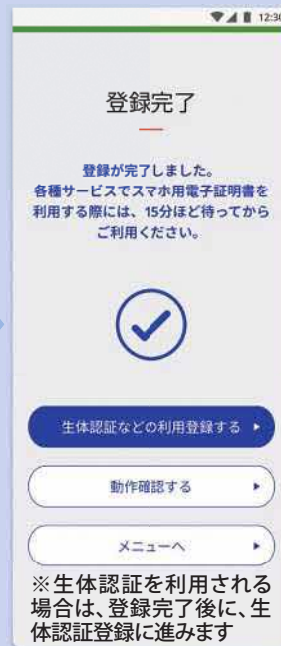 12:30
登録完了
登録が完了しました。
各種サービスでスマホ用電子証明書を
利用する際には、15分ほど待ってから
ご利用ください。
生体認証などの利用登録する
動作確認する
メニューへ
※生体認証を利用される
場合は、登録完了後に、生
体認証登録に進みます